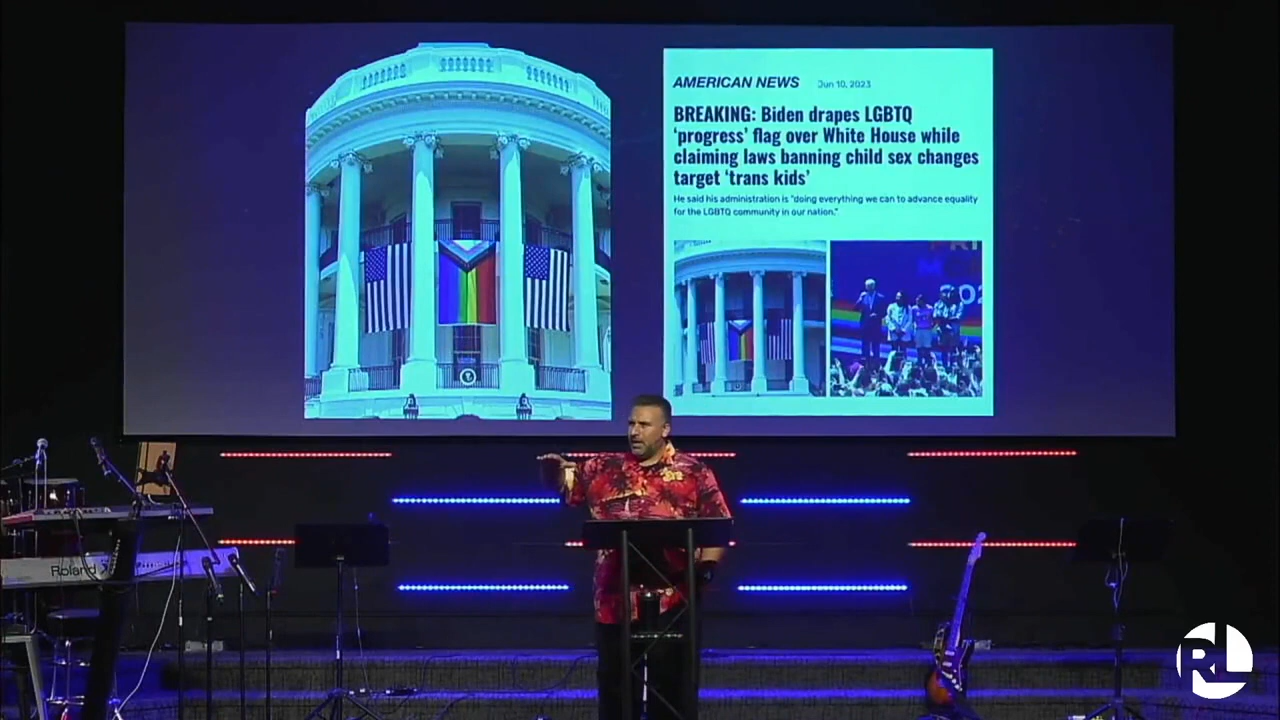 AMERICAN NEWS Jun 10, 2023
BREAKING: Biden drapes LGBTQ
‘progress’ flag over White House while
claiming laws banning child sex changes
target ‘trans kids’
He said his administration is "doing everything we can to advance equality
for the LGBTQ community in our nation."
Roland
RL